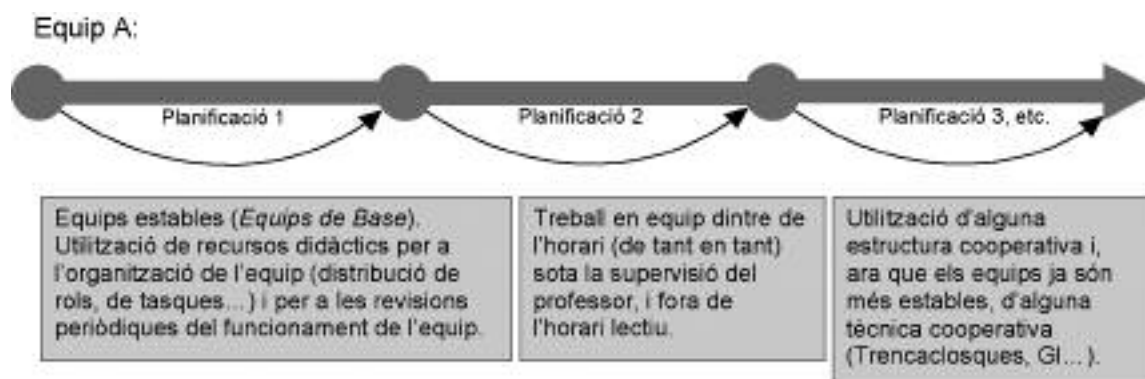 Equip A:
Planificació 1
Planificació 2
Planificació 3, etc.
Equips estables (Equips de Base).
Utilització de recursos didàctics per a
l'organització de l'equip (distribució de
rols, de tasques...) i per a les revisions
periòdiques del funcionament de l'equip.
Treball en equip dintre de
l'horari (de tant en tant)
sota la supervisió del
professor, i fora de
l'horari lectiu.
Utilització d'alguna
estructura cooperativa i,
ara que els equips ja són
més estables, d'alguna
tècnica cooperativa
(Trencaclosques, GI...).